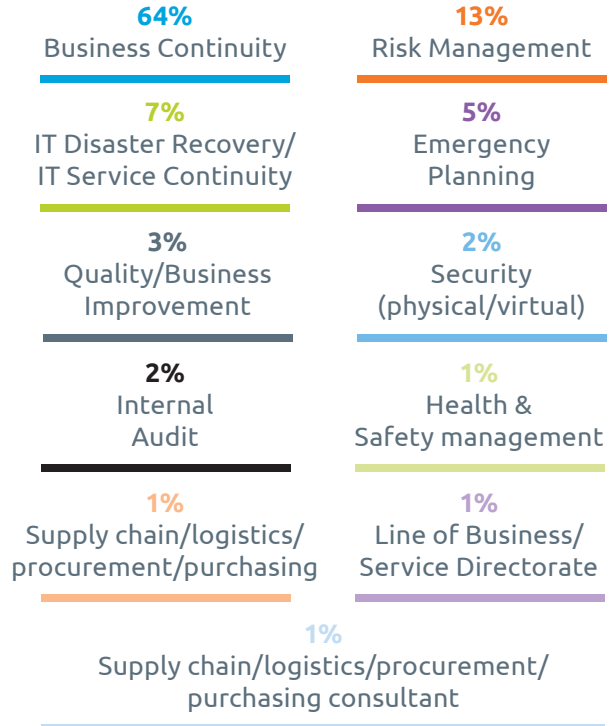 64%
Business Continuity
13%
Risk Management
7%
IT Disaster Recovery/
IT Service Continuity
5%
Emergency
Planning
3%
Quality/Business
Improvement
2%
Security
(physical/virtual)
2%
Internal
Audit
1%
Health &
Safety management
1%
Supply chain/logistics/
procurement/purchasing
1%
Line of Business/
Service Directorate
1%
Supply chain/logistics/procurement/
purchasing consultant